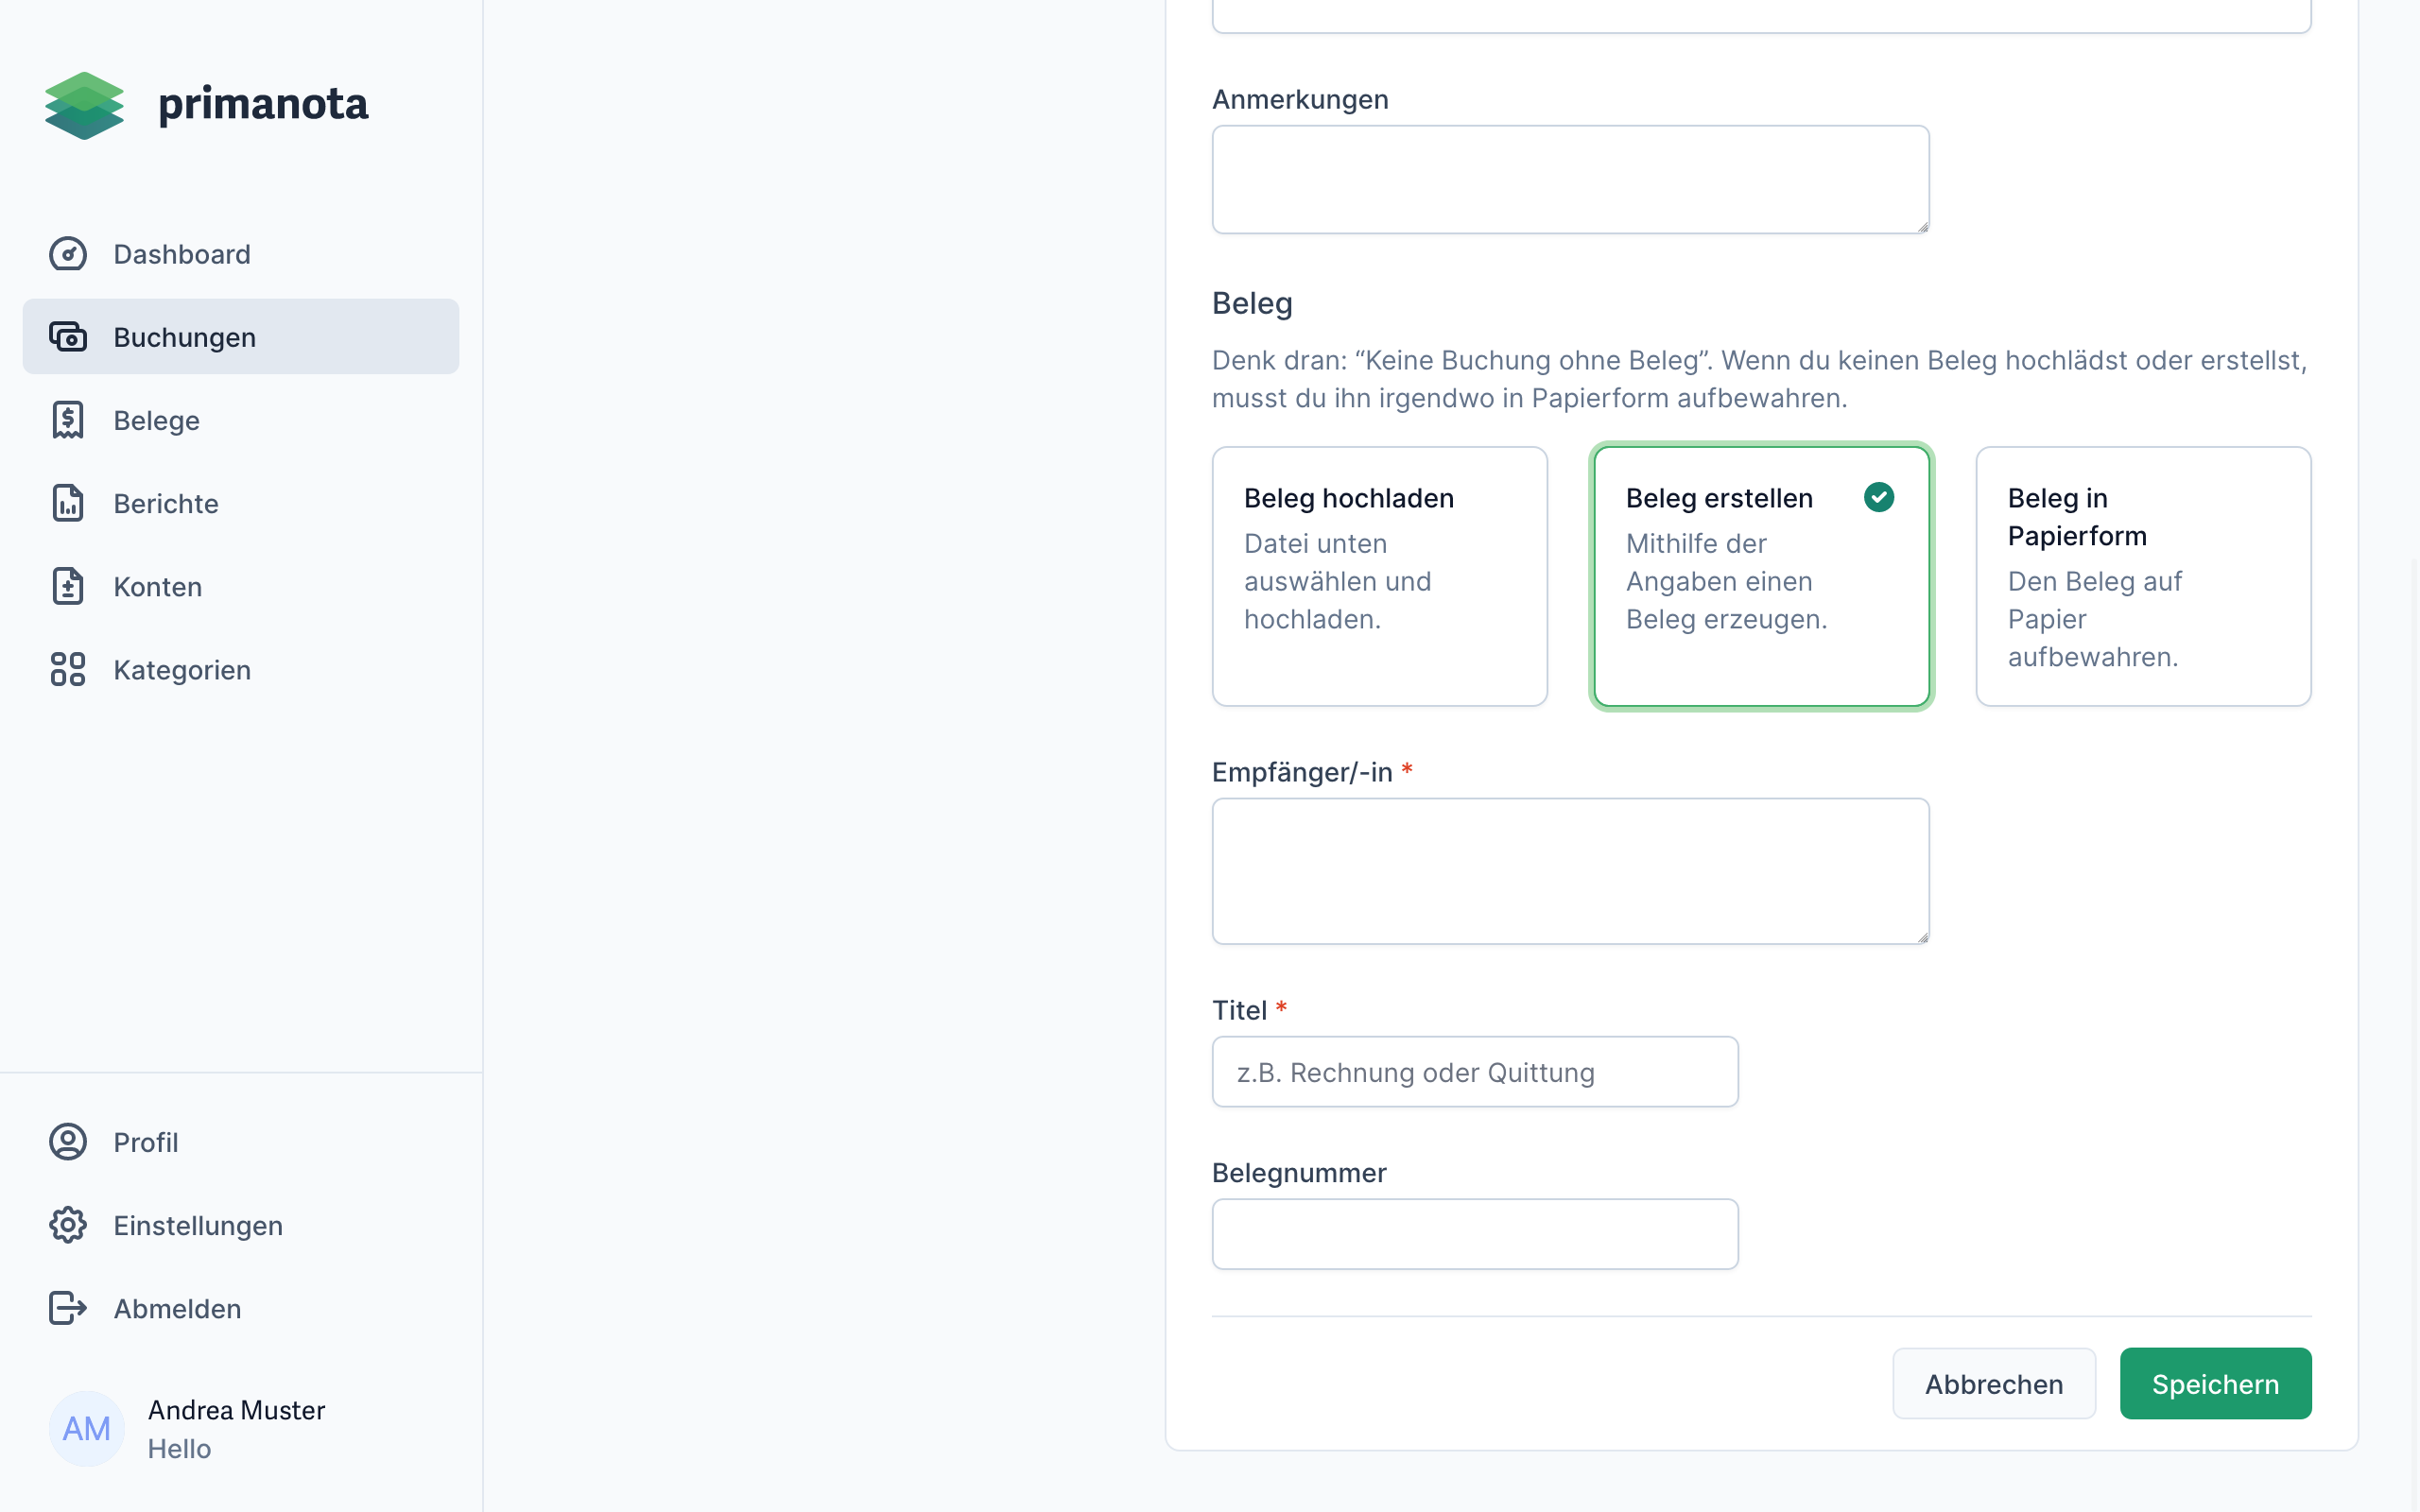 primanota
Dashboard
Buchungen
Belege
Berichte
Konten
Kategorien
Profil
Einstellungen
Abmelden
AM
Andrea Muster
Hello
Anmerkungen
Beleg
Denk dran: “Keine Buchung ohne Beleg”. Wenn du keinen Beleg hochlädst oder erstellst,
musst du ihn irgendwo in Papierform aufbewahren.
Beleg hochladen
Datei unten
auswählen und
hochladen.
Beleg erstellen
Mithilfe der
Angaben einen
Beleg erzeugen.
Beleg in
Papierform
Den Beleg auf
Papier
aufbewahren.
Empfänger/-in *
Titel *
z.B. Rechnung oder Quittung
Belegnummer
Abbrechen
Speichern